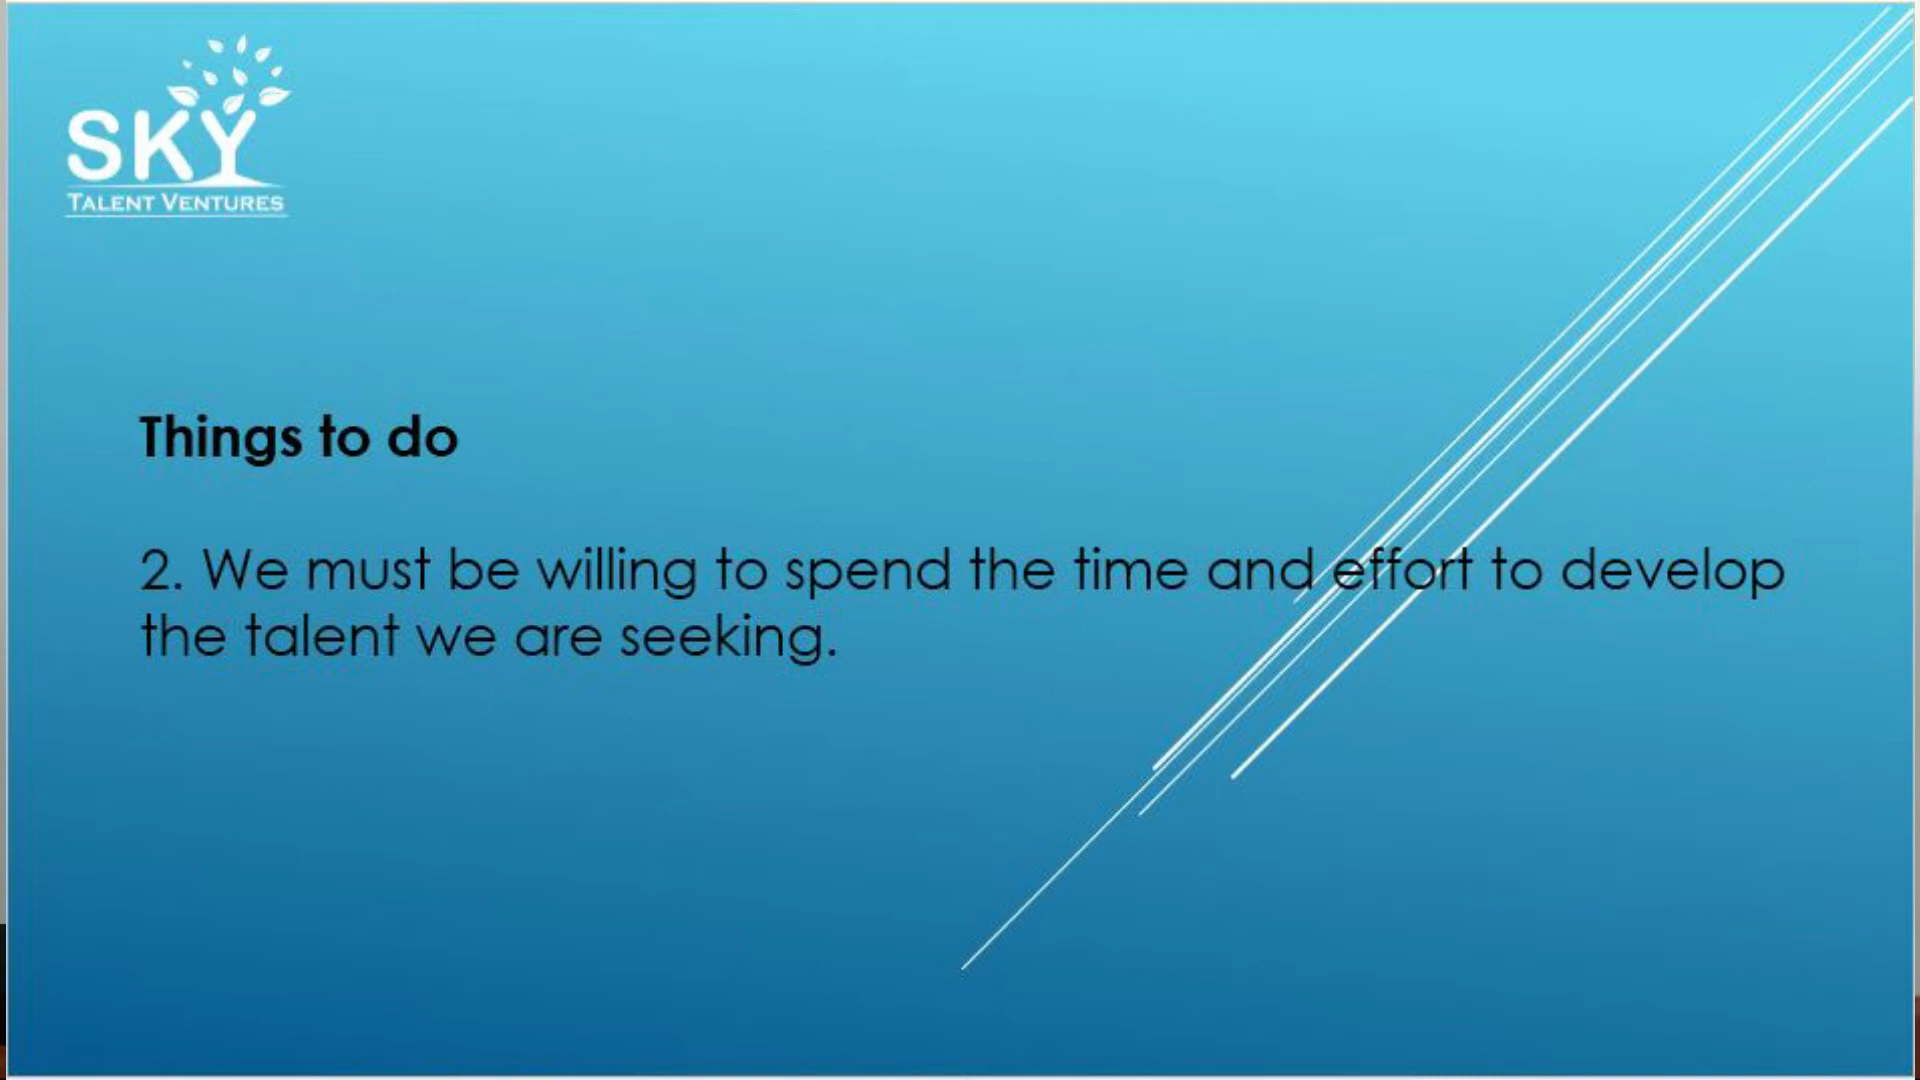 SKY
TALENT VENTURES
Things to do
2. We must be willing to spend the time and effort to develop
the talent we are seeking.